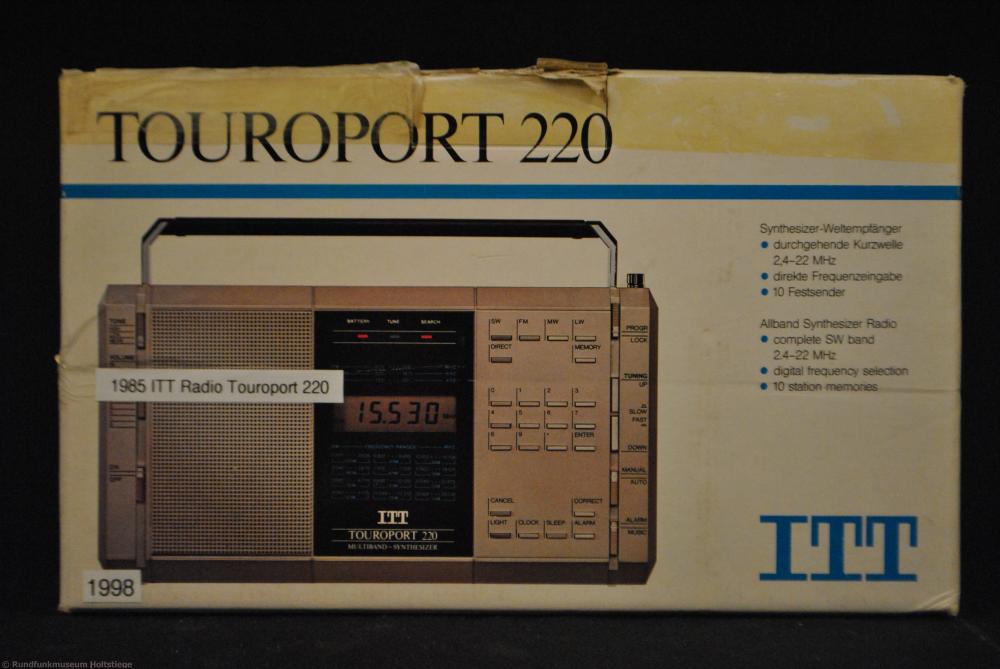 TOUROPORT 220
Synthesizer-Weltempfänger
• durchgehende Kurzwelle
2,4–22 MHz
• direkte Frequenzeingabe
• 10 Festsender
Allband Synthesizer Radio
• complete SW band
2.4–22 MHz
• digital frequency selection
• 10 station memories
ITT
TONE
VOLUME
ON
OFF
BATTERY TUNE SEARCH
15.530
FREQUENCY RANGES
ITT
TOUROPORT 220
MULTIBAND-SYNTHESIZER
SW FM MW LW
DIRECT MEMORY
0 1 2 3
4 5 6 7
8 9 · ENTER
CANCEL CORRECT
LIGHT CLOCK SLEEP ALARM
PROGR
LOCK
TUNING
UP
SLOW
FAST
DOWN
MANUAL
AUTO
ALARM
MUSIC
1985 ITT Radio Touroport 220
1998
© Rundfunkmuseum Holtstiege